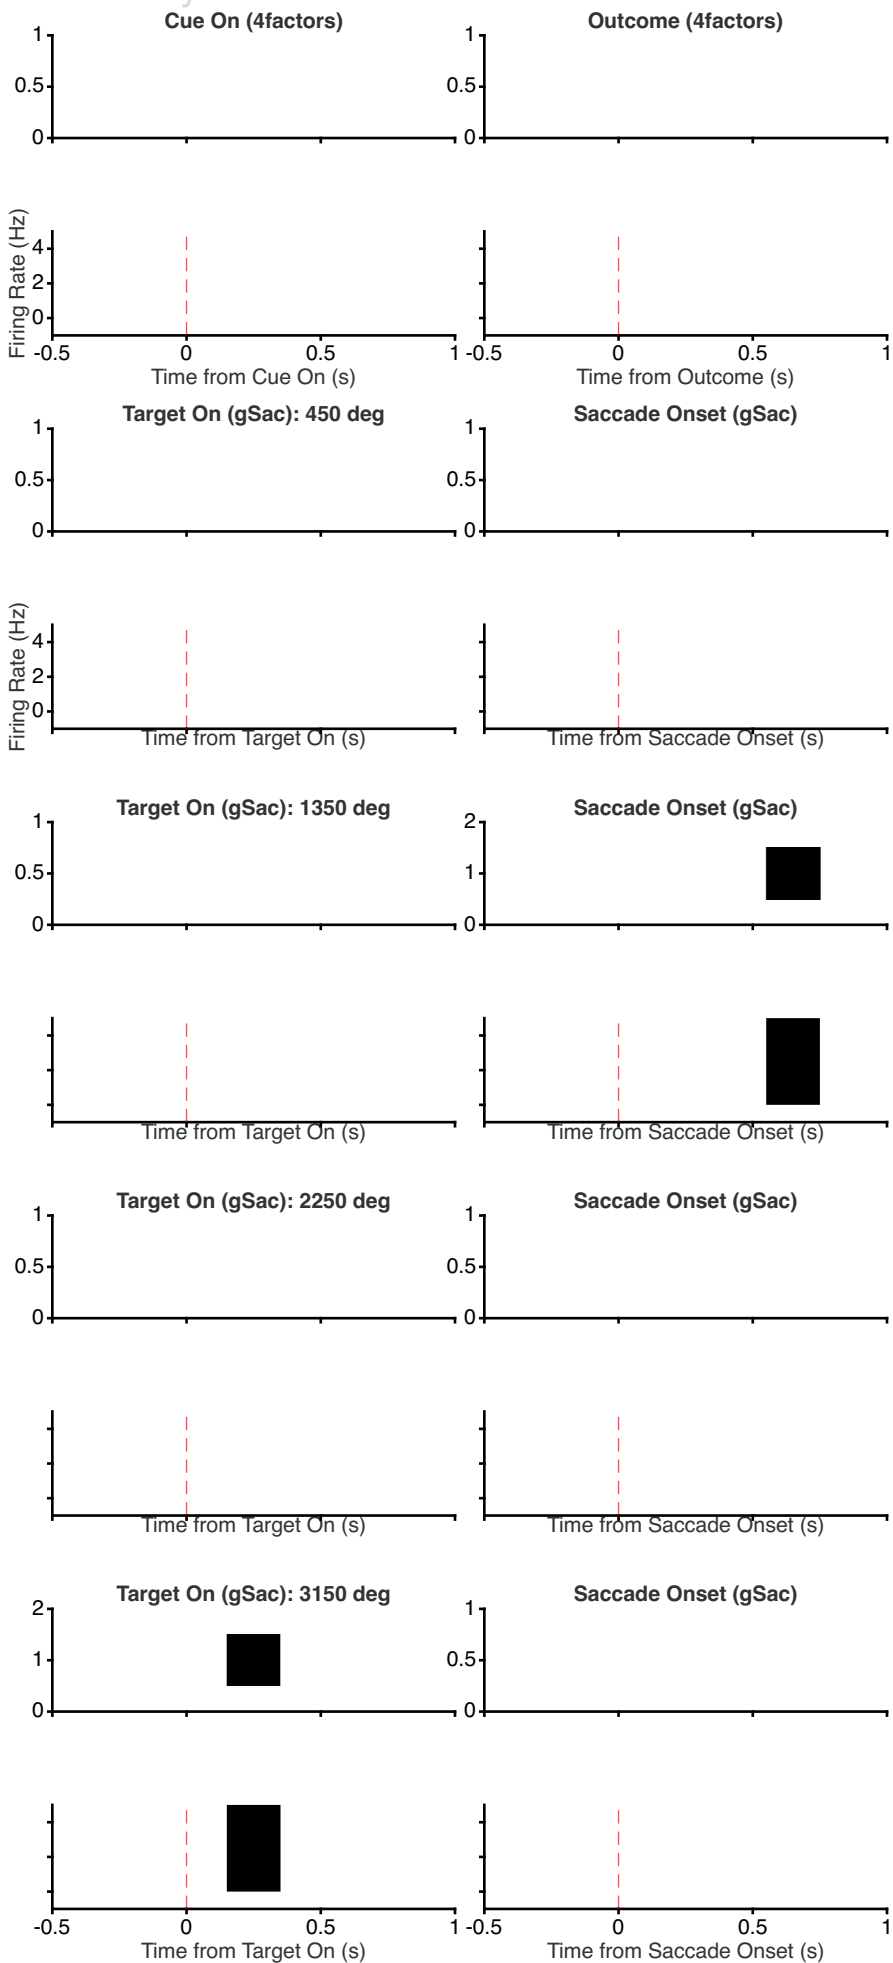 Cue On (4factors)
Outcome (4factors)
1
0.5
0
1
0.5
0
Firing Rate (Hz)
4
2
0
-0.5 0 0.5 1
-0.5 0 0.5 1
Time from Cue On (s)
Time from Outcome (s)
Target On (gSac): 450 deg
Saccade Onset (gSac)
1
0.5
0
1
0.5
0
Firing Rate (Hz)
4
2
0
Time from Target On (s)
Time from Saccade Onset (s)
Target On (gSac): 1350 deg
Saccade Onset (gSac)
1
0.5
0
2
1
0
Time from Target On (s)
Time from Saccade Onset (s)
Target On (gSac): 2250 deg
Saccade Onset (gSac)
1
0.5
0
1
0.5
0
Time from Target On (s)
Time from Saccade Onset (s)
Target On (gSac): 3150 deg
Saccade Onset (gSac)
2
1
0
1
0.5
0
-0.5 0 0.5 1
-0.5 0 0.5 1
Time from Target On (s)
Time from Saccade Onset (s)